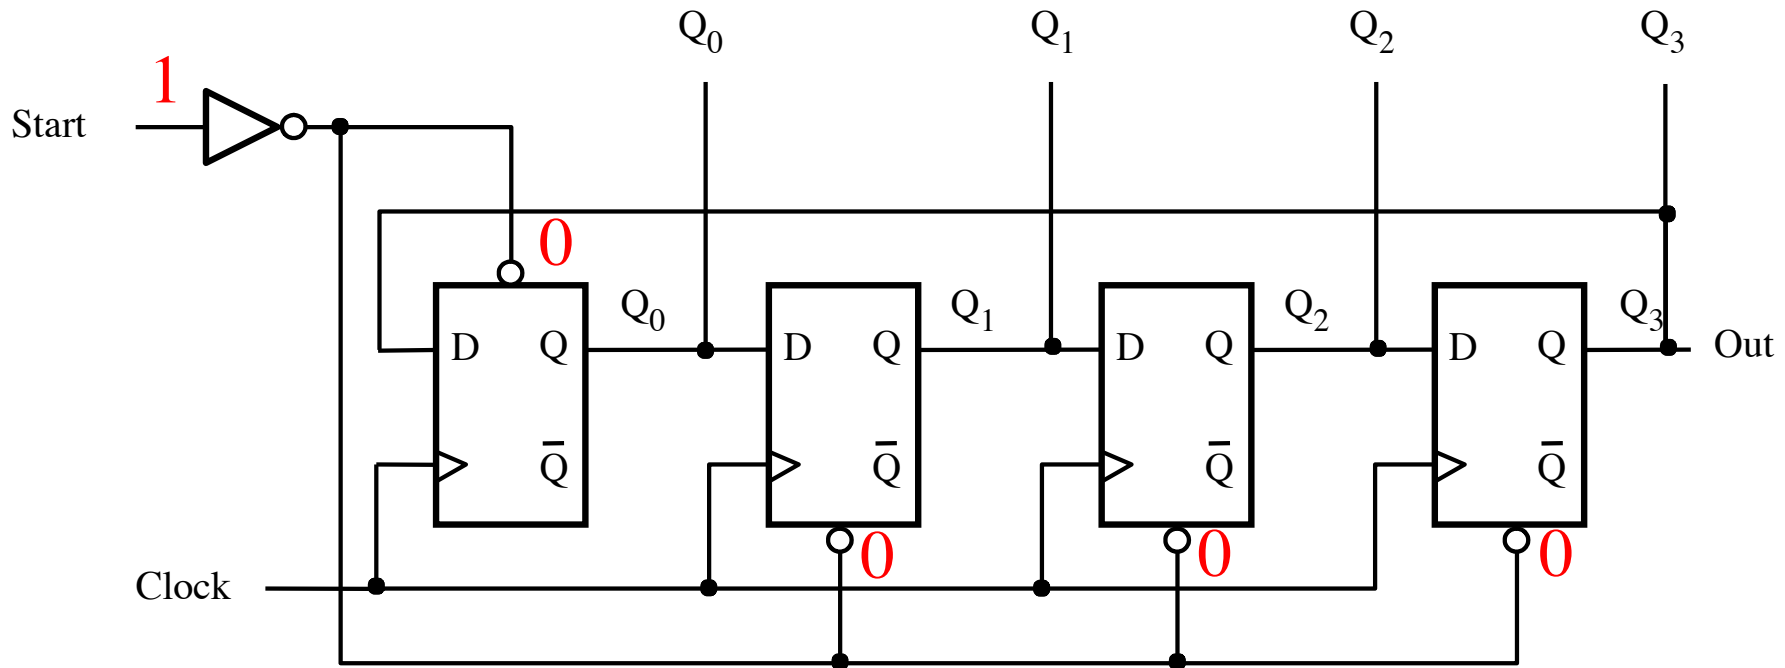 Q₀ Q₁ Q₂ Q₃
1
Start
0
Q₀ Q₁ Q₂ Q₃
D Q D Q D Q D Q Out
Q̅ Q̅ Q̅ Q̅
0 0 0
Clock